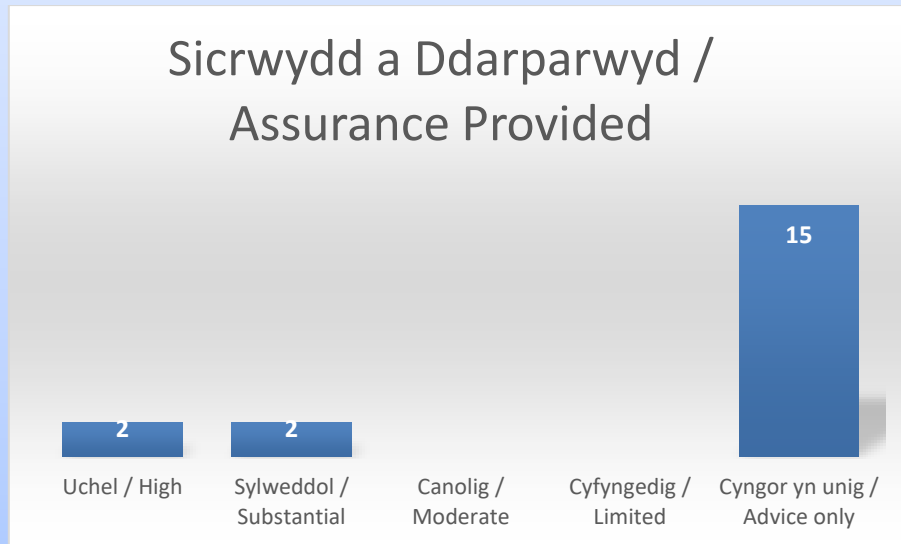 Sicrwydd a Ddarparwyd /
Assurance Provided
15
2
2
Uchel / High
Sylweddol /
Substantial
Canolig /
Moderate
Cyfyngedig /
Limited
Cyngor yn unig /
Advice only